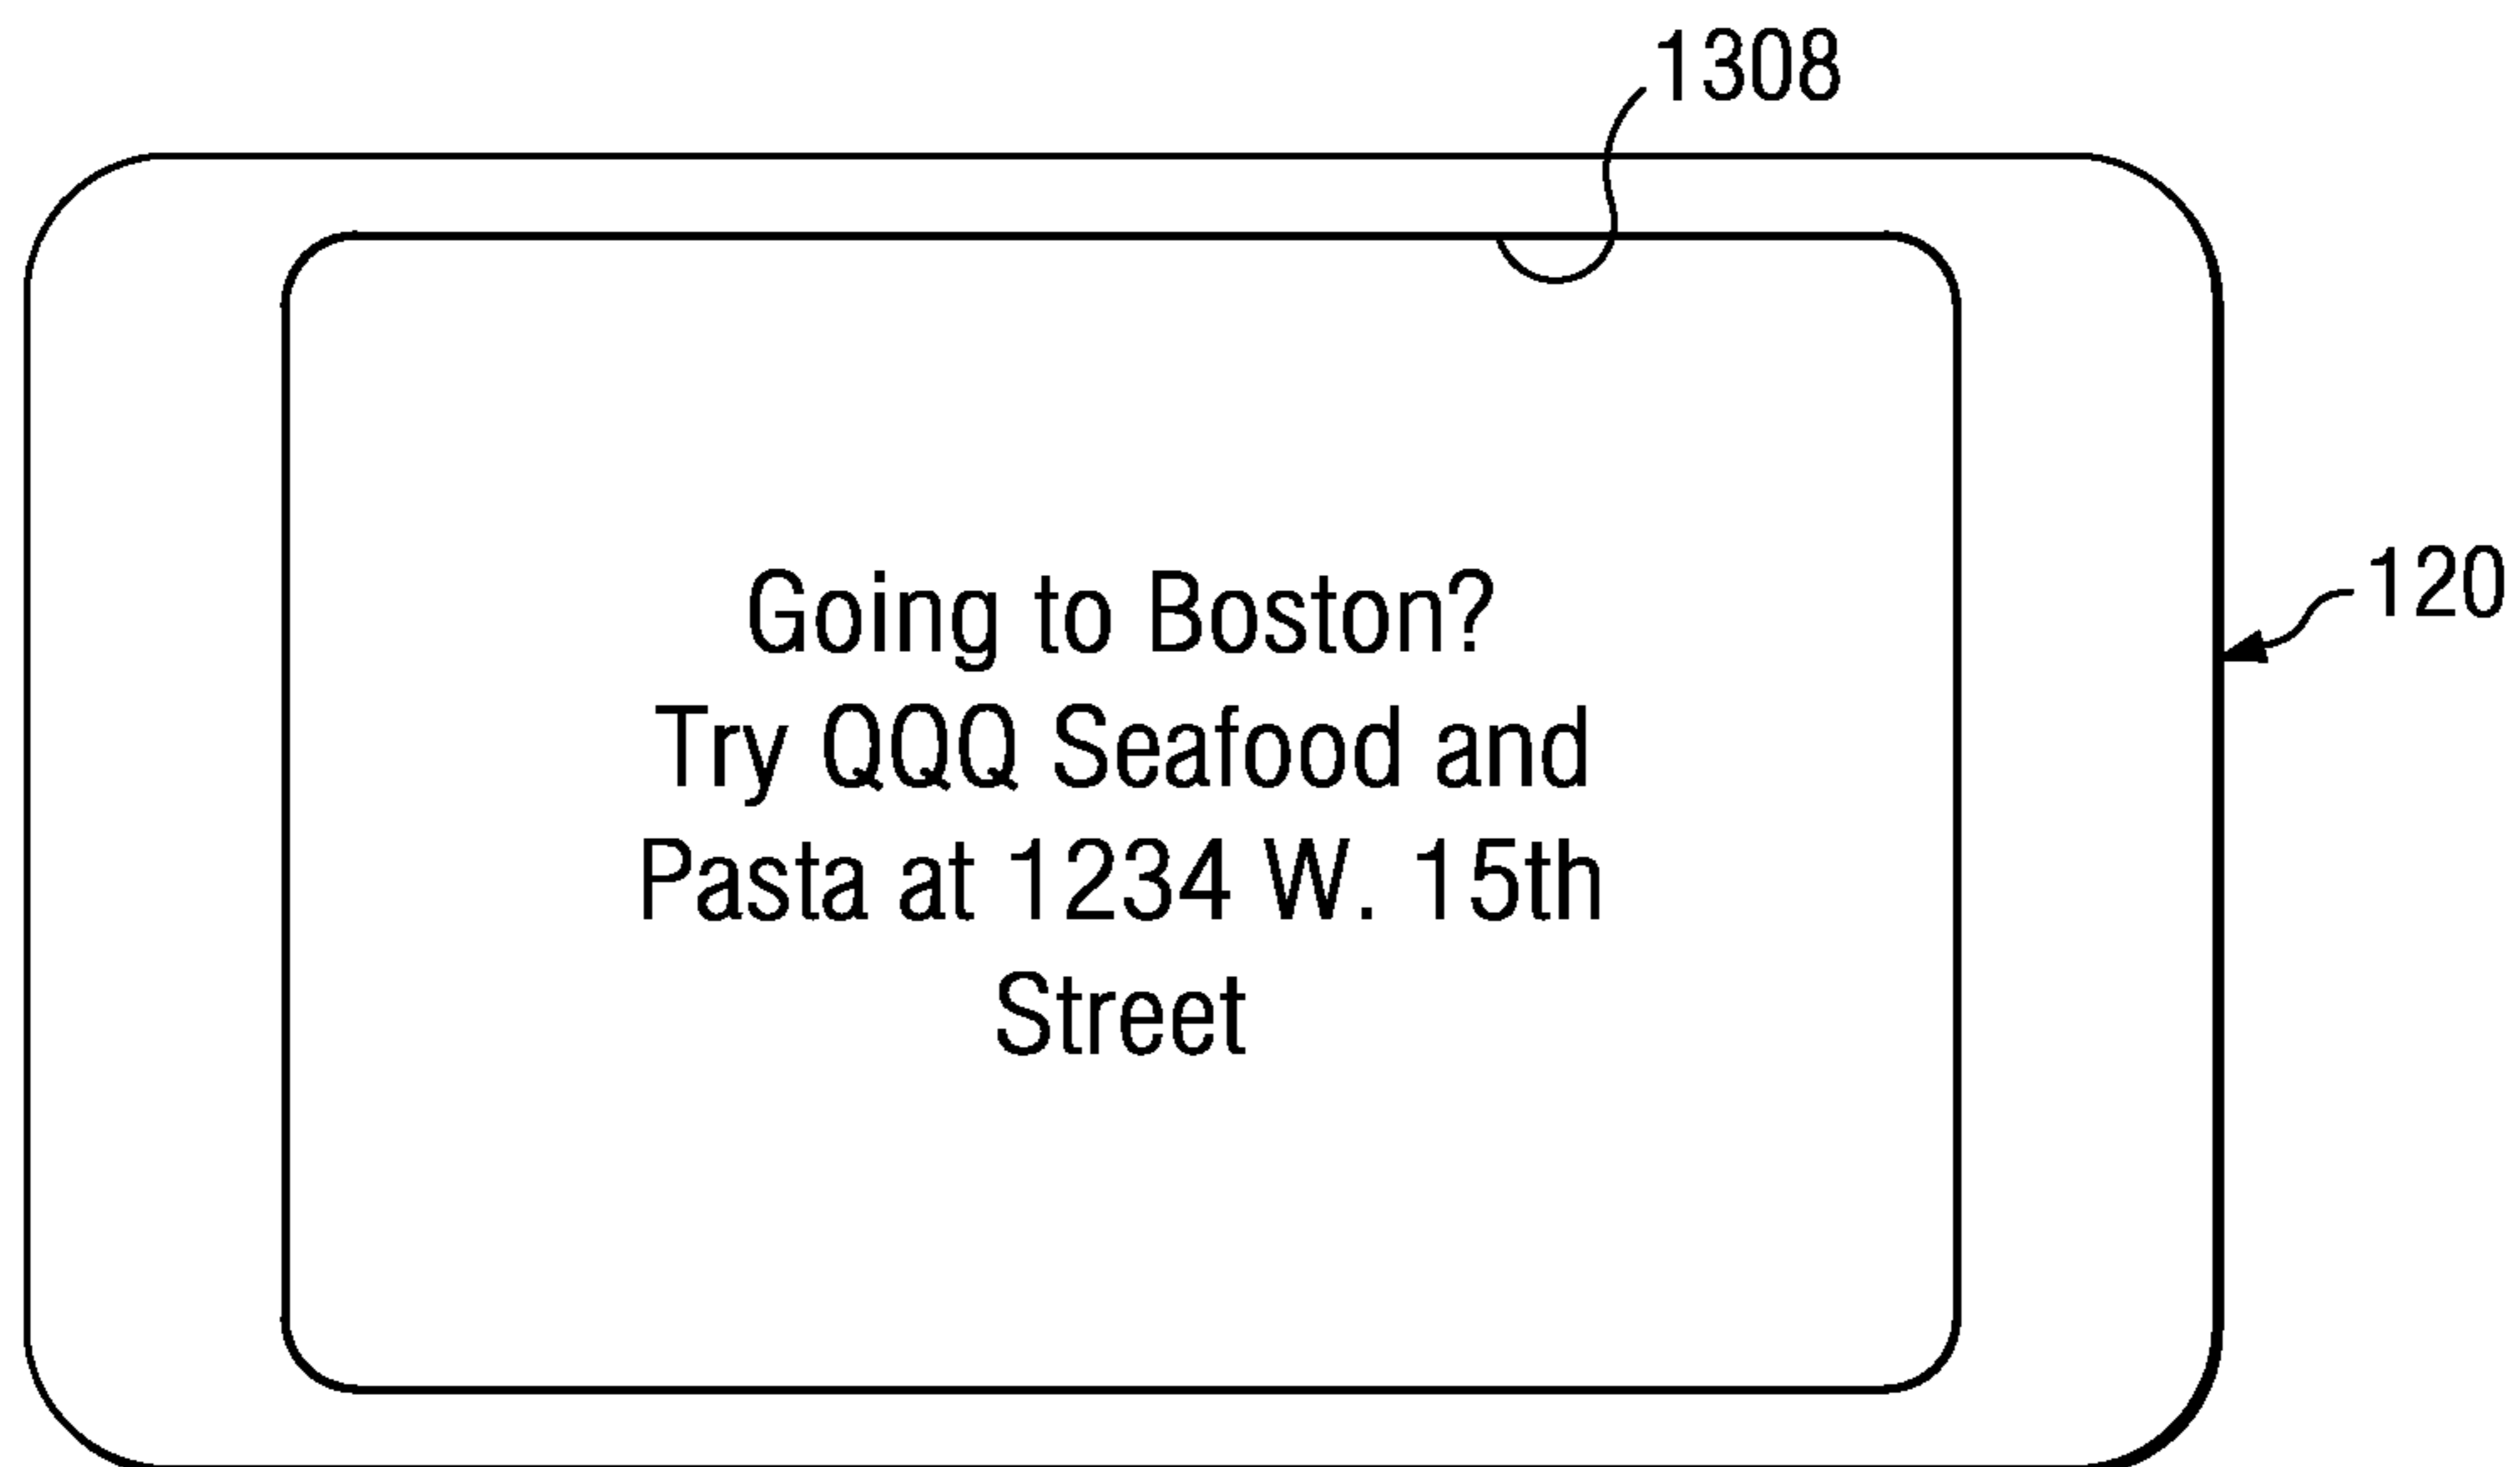 1308
120
Going to Boston?
Try QQQ Seafood and
Pasta at 1234 W. 15th
Street